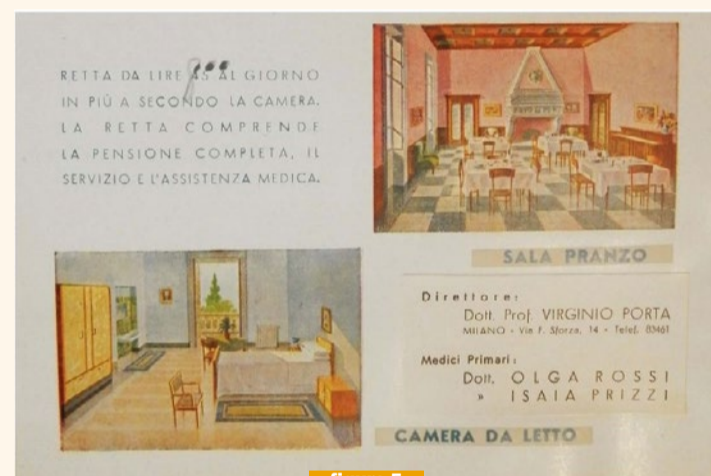 RETTA DA LIRE 45 AL GIORNO
IN PIÙ A SECONDO LA CAMERA.
LA RETTA COMPRENDE
LA PENSIONE COMPLETA, IL
SERVIZIO E L'ASSISTENZA MEDICA.
SALA PRANZO
Direttore:
Dott. Prof. VIRGINIO PORTA
MILANO - Via F. Sforza, 14 - Telef. 83461
Medici Primari:
Dott. OLGA ROSSI
» ISAIA PRIZZI
CAMERA DA LETTO